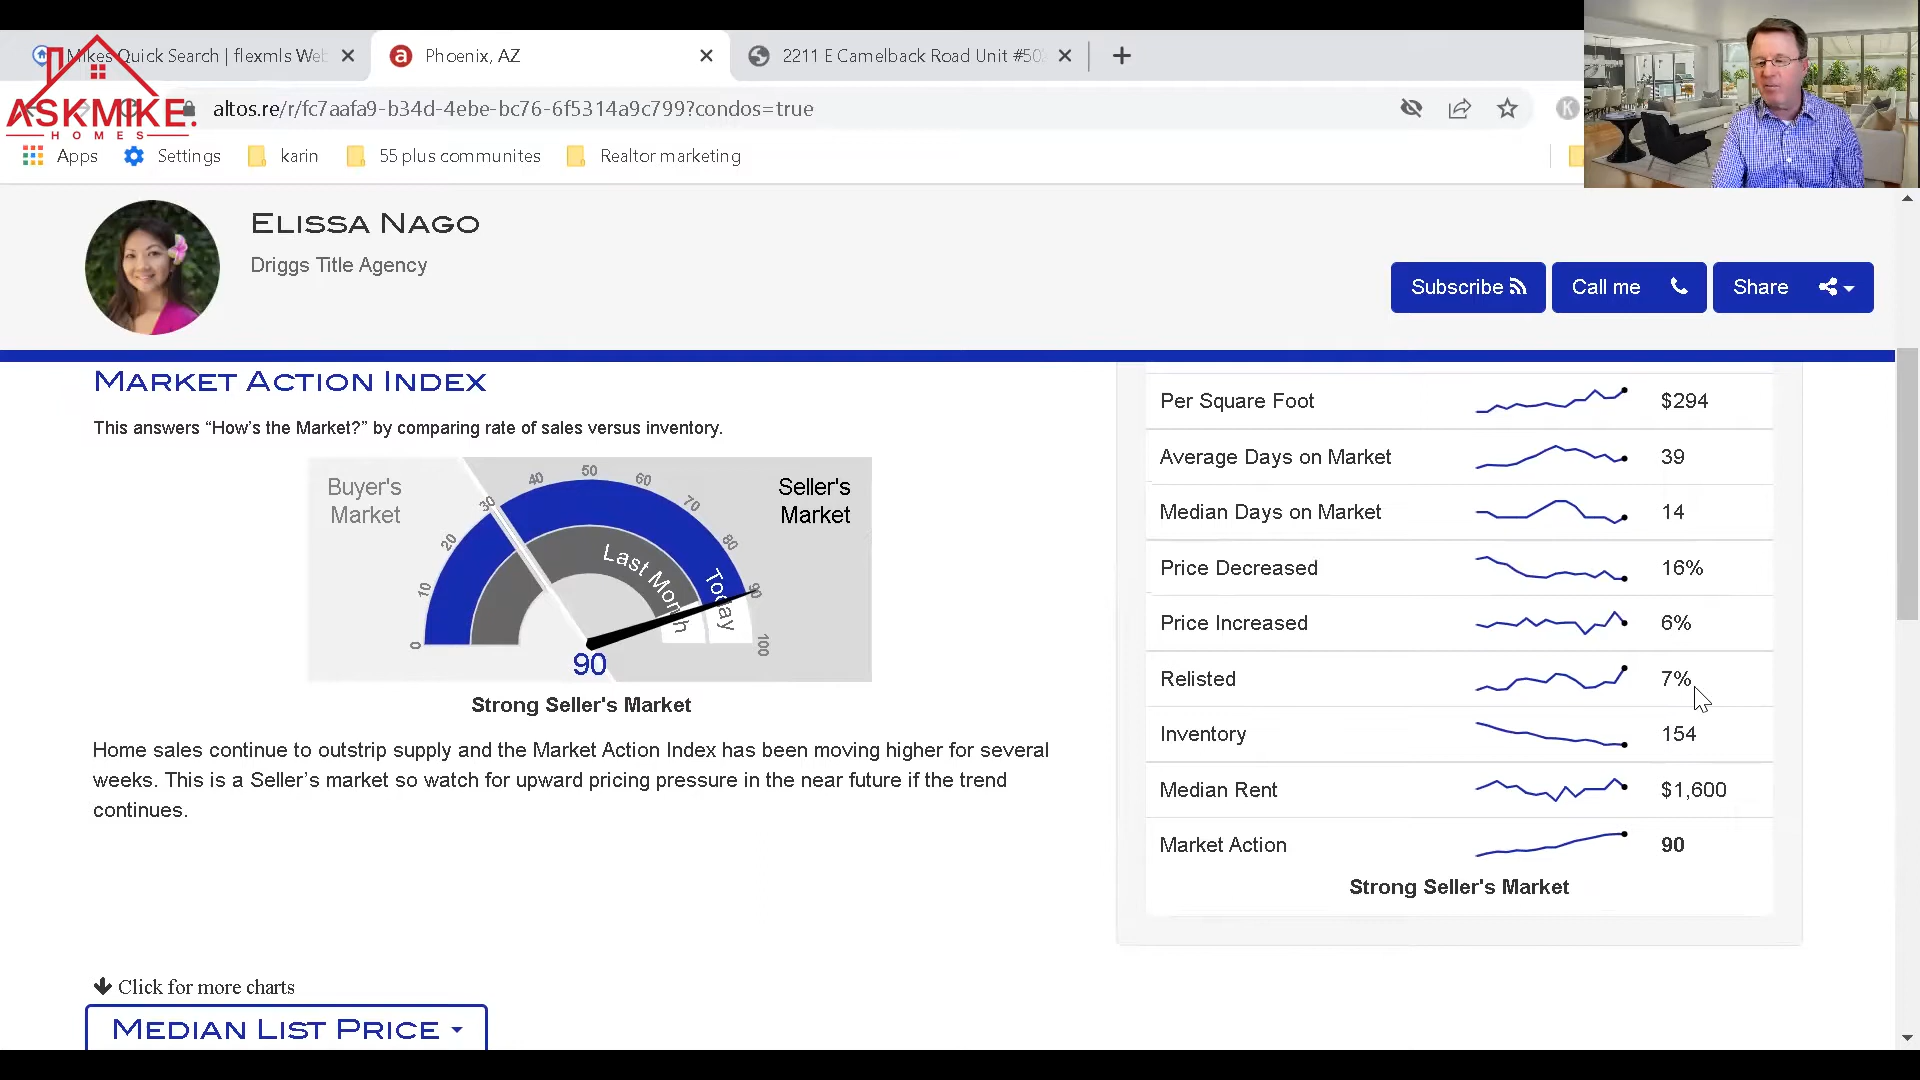 Mikes Quick Search | flexmls Web
Phoenix, AZ
2211 E Camelback Road Unit #50
ASKMIKE.
HOMES
altos.re/r/fc7aafa9-b34d-4ebe-bc76-6f5314a9c799?condos=true
K
Apps
Settings
karin
55 plus communites
Realtor marketing
ELISSA NAGO
Driggs Title Agency
Subscribe
Call me
Share
MARKET ACTION INDEX
This answers “How's the Market?” by comparing rate of sales versus inventory.
Buyer's
Market
Seller's
Market
0
10
20
30
40
50
60
70
80
90
100
Last Month
Today
90
Strong Seller's Market
Home sales continue to outstrip supply and the Market Action Index has been moving higher for several
weeks. This is a Seller’s market so watch for upward pricing pressure in the near future if the trend
continues.
Per Square Foot $294
Average Days on Market 39
Median Days on Market 14
Price Decreased 16%
Price Increased 6%
Relisted 7%
Inventory 154
Median Rent $1,600
Market Action 90
Strong Seller's Market
Click for more charts
MEDIAN LIST PRICE